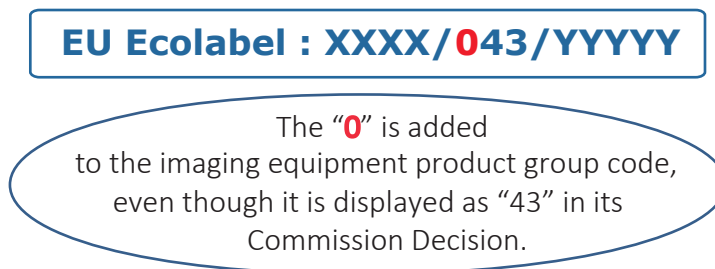 EU Ecolabel : XXXX/043/YYYYY
The “0” is added
to the imaging equipment product group code,
even though it is displayed as “43” in its
Commission Decision.